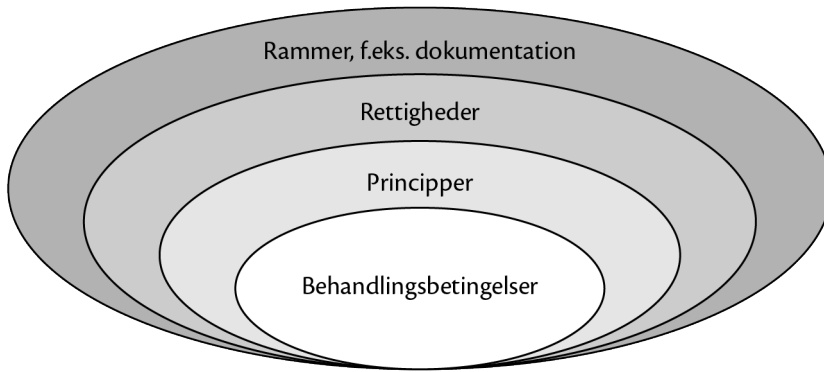 Rammer, f.eks. dokumentation
Rettigheder
Principper
Behandlingsbetingelser